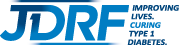 JDRF
IMPROVING
LIVES.
CURING
TYPE 1
DIABETES.